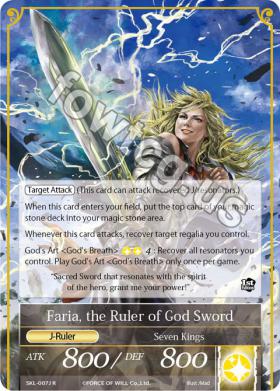 [Target Attack] (This card can attack recovered J/resonators.)
When this card enters your field, put the top card of your magic
stone deck into your magic stone area.
Whenever this card attacks, recover target regalia you control.
God's Art <God's Breath> 4 : Recover all resonators you
control. Play God's Art <God's Breath> only once per game.
"Sacred Sword that resonates with the spirit
of the hero, grant me your power!"
1st Edition
Faria, the Ruler of God Sword
J-Ruler Seven Kings
ATK 800 / DEF 800
SKL-007J R ©FORCE OF WILL Co.,Ltd. Illust/Mad